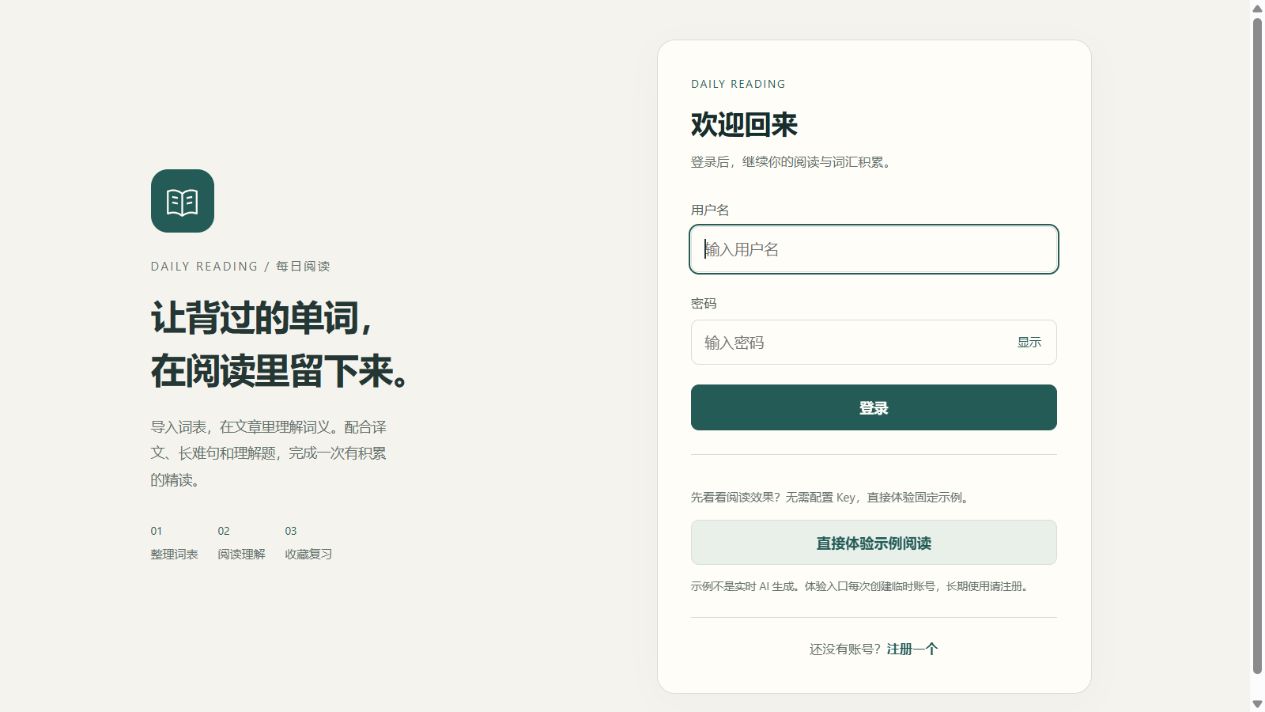 DAILY READING / 每日阅读
让背过的单词，
在阅读里留下来。
导入词表，在文章里理解词义。配合译
文、长难句和理解题，完成一次有积累
的精读。
01
整理词表
02
阅读理解
03
收藏复习
DAILY READING
欢迎回来
登录后，继续你的阅读与词汇积累。
用户名
输入用户名
密码
输入密码
显示
登录
先看看阅读效果？无需配置 Key，直接体验固定示例。
直接体验示例阅读
示例不是实时 AI 生成。体验入口每次创建临时账号，长期使用请注册。
还没有账号？注册一个